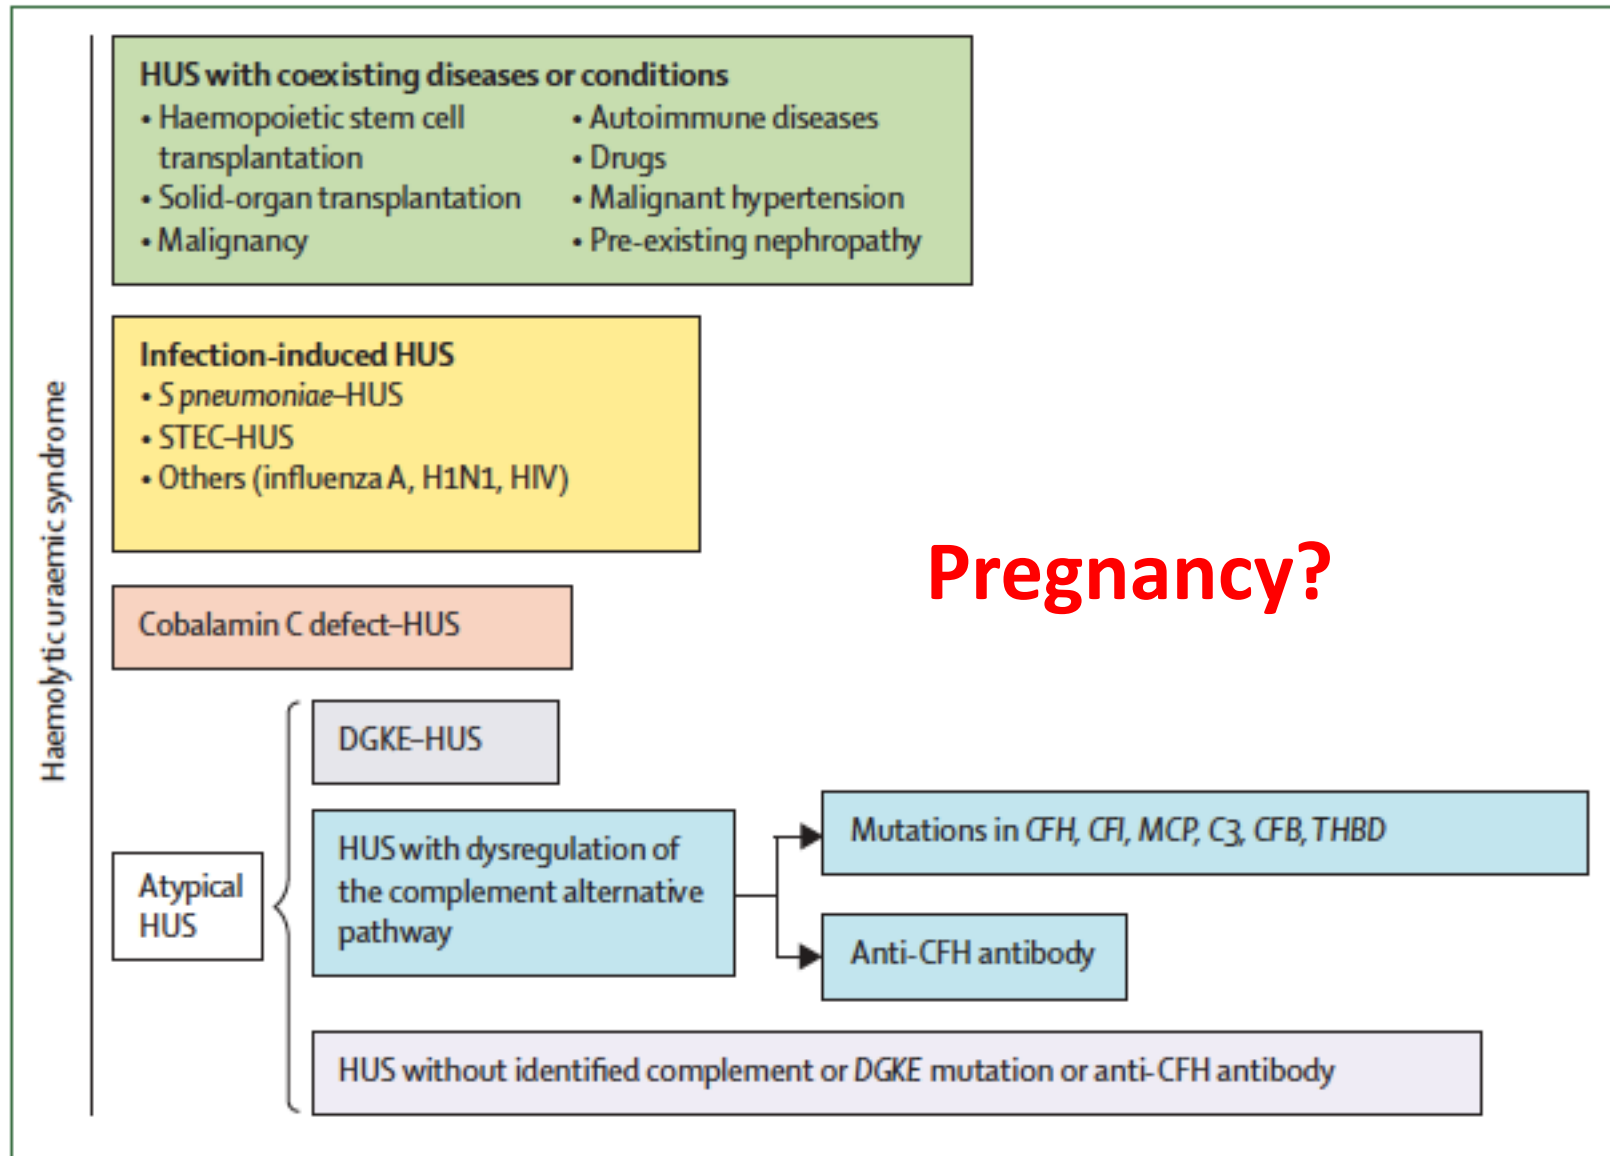 Haemolytic uraemic syndrome
HUS with coexisting diseases or conditions
• Haemopoietic stem cell
transplantation
• Solid-organ transplantation
• Malignancy
• Autoimmune diseases
• Drugs
• Malignant hypertension
• Pre-existing nephropathy
Infection-induced HUS
• S pneumoniae–HUS
• STEC–HUS
• Others (influenza A, H1N1, HIV)
Pregnancy?
Cobalamin C defect–HUS
Atypical
HUS
DGKE–HUS
HUS with dysregulation of
the complement alternative
pathway
Mutations in CFH, CFI, MCP, C3, CFB, THBD
Anti-CFH antibody
HUS without identified complement or DGKE mutation or anti-CFH antibody